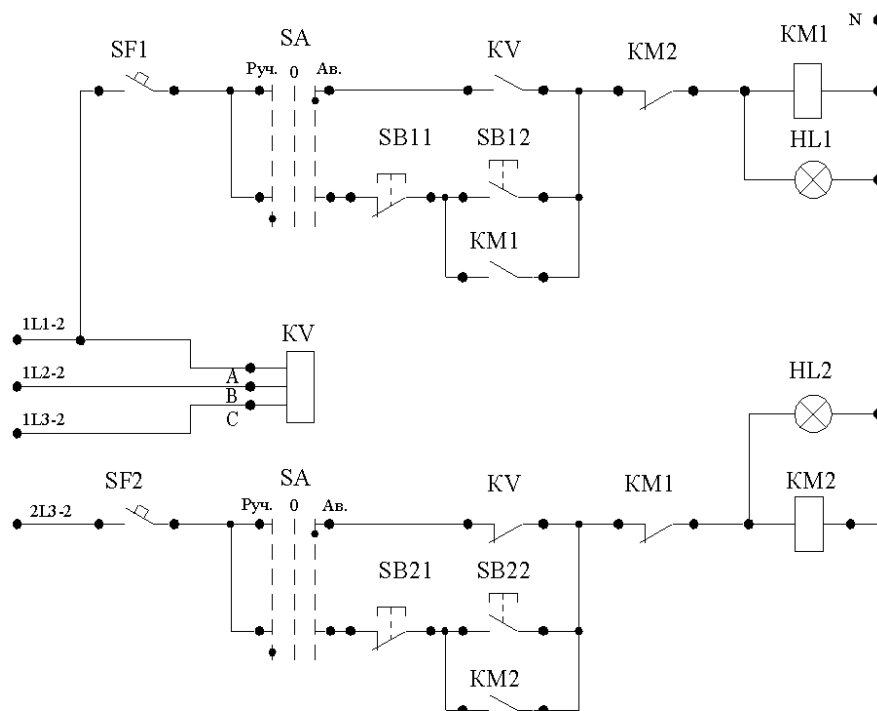 N
SF1
SA
KV
KM2
KM1
Руч.
0
Ав.
HL1
SB11
SB12
KM1
1L1-2
KV
1L2-2
A
B
1L3-2
C
HL2
SF2
SA
KV
KM1
KM2
Руч.
0
Ав.
2L3-2
SB21
SB22
KM2